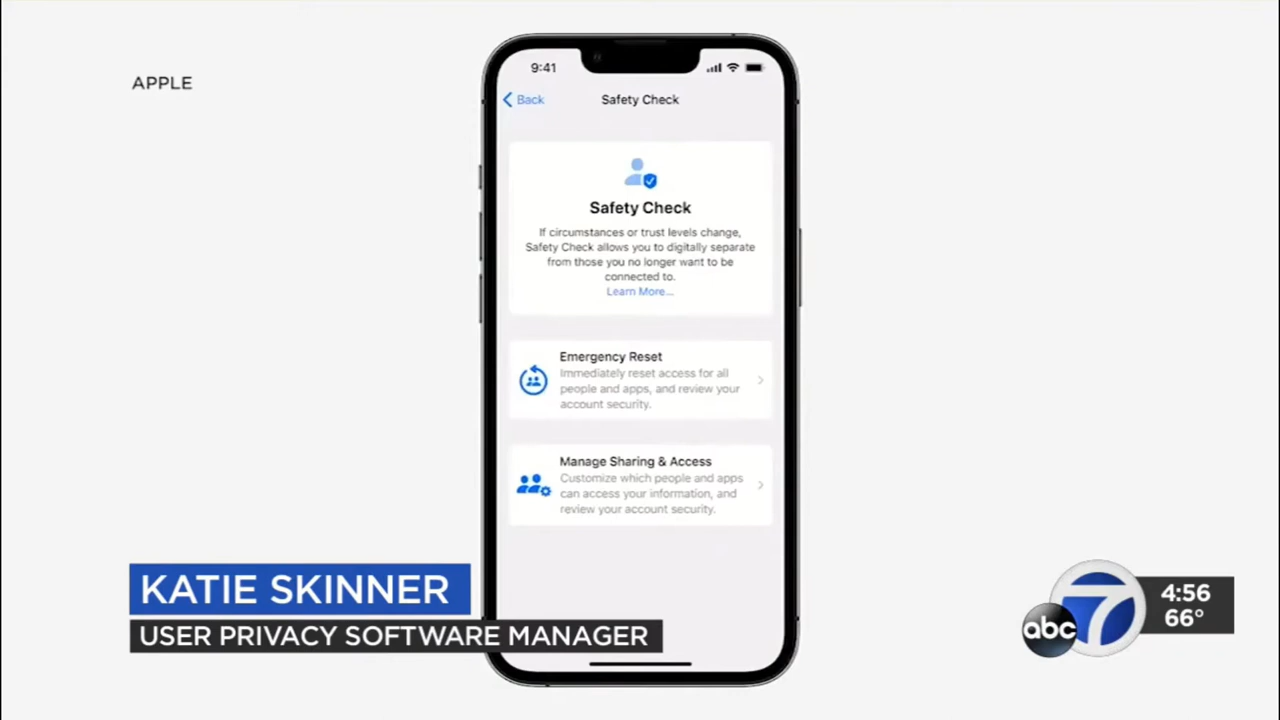 APPLE
9:41
Back
Safety Check
Safety Check
If circumstances or trust levels change,
Safety Check allows you to digitally separate
from those you no longer want to be
connected to.
Learn More...
Emergency Reset
Immediately reset access for all
people and apps, and review your
account security.
Manage Sharing & Access
Customize which people and apps
can access your information, and
review your account security.
KATIE SKINNER
USER PRIVACY SOFTWARE MANAGER
abc 7
4:56
66°